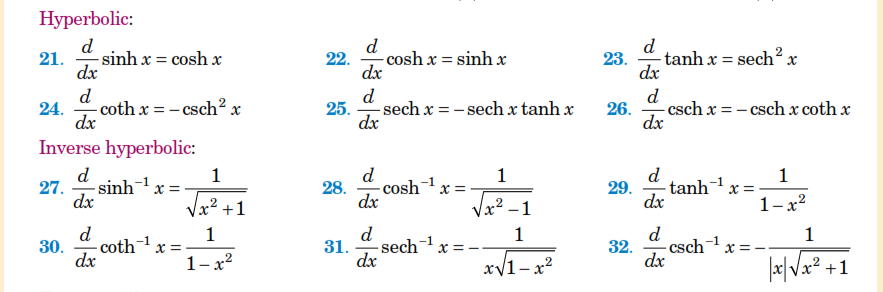 Hyperbolic:
21. d/dx sinh x = cosh x 22. d/dx cosh x = sinh x 23. d/dx tanh x = sech² x
24. d/dx coth x = −csch² x 25. d/dx sech x = −sech x tanh x 26. d/dx csch x = −csch x coth x
Inverse hyperbolic:
27. d/dx sinh⁻¹ x = 1/√(x² + 1) 28. d/dx cosh⁻¹ x = 1/√(x² − 1) 29. d/dx tanh⁻¹ x = 1/(1 − x²)
30. d/dx coth⁻¹ x = 1/(1 − x²) 31. d/dx sech⁻¹ x = −1/(x√(1 − x²)) 32. d/dx csch⁻¹ x = −1/(|x|√(x² + 1))